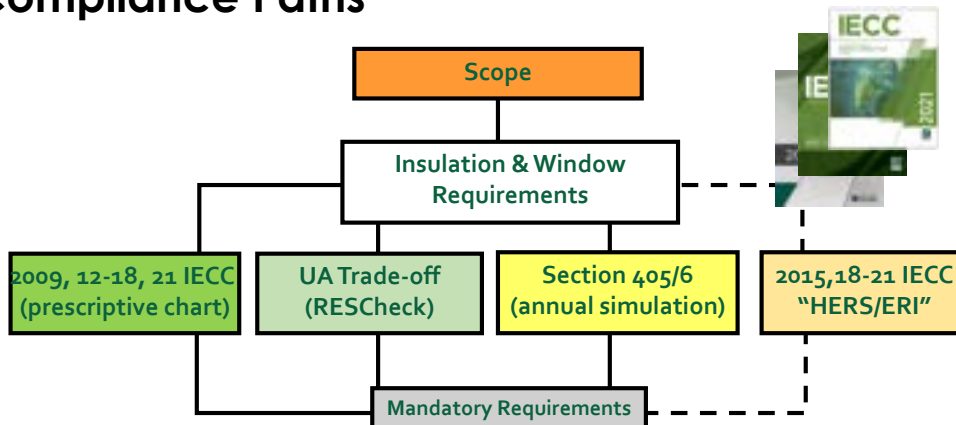 Compliance Paths
IECC
2021
IE
Scope
Insulation & Window
Requirements
2009, 12-18, 21 IECC
(prescriptive chart)
UA Trade-off
(RESCheck)
Section 405/6
(annual simulation)
2015,18-21 IECC
“HERS/ERI”
Mandatory Requirements